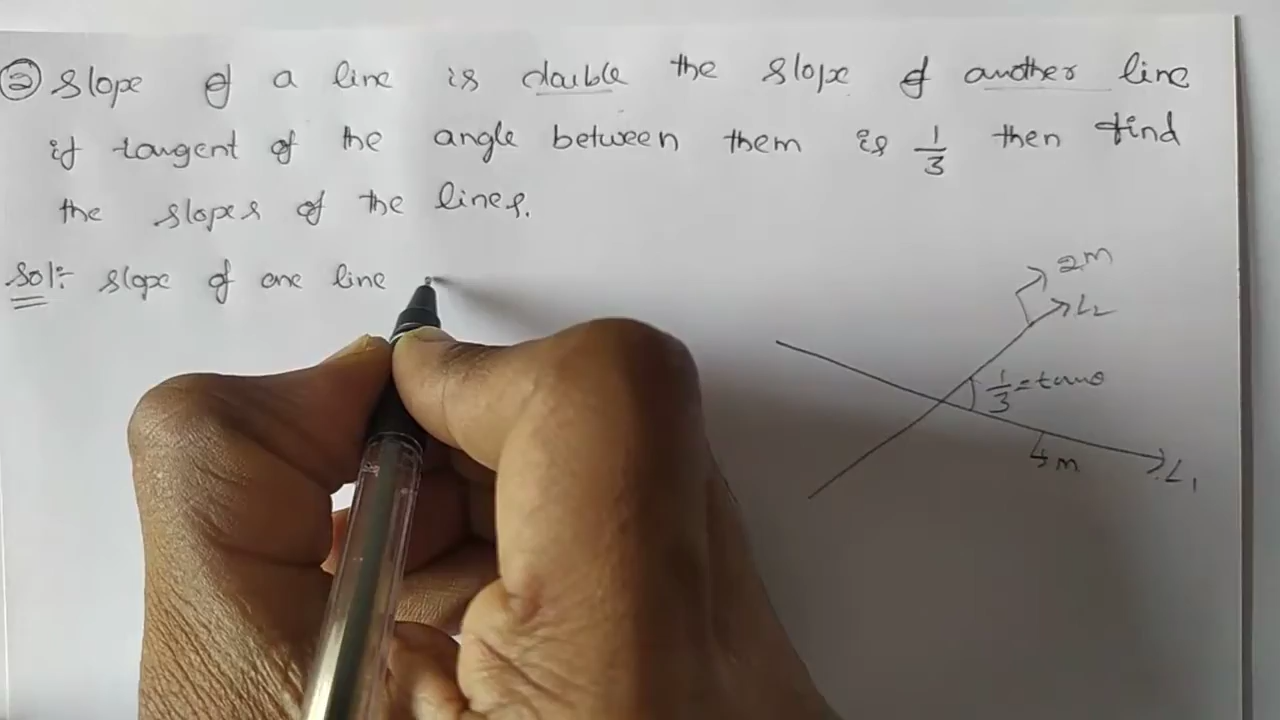 ② Slope of a line is double the slope of another line
if tangent of the angle between them is 1/3 then find
the slopes of the lines.
Sol:- slope of one line
2m
L₂
1/3 = tanθ
m
L₁